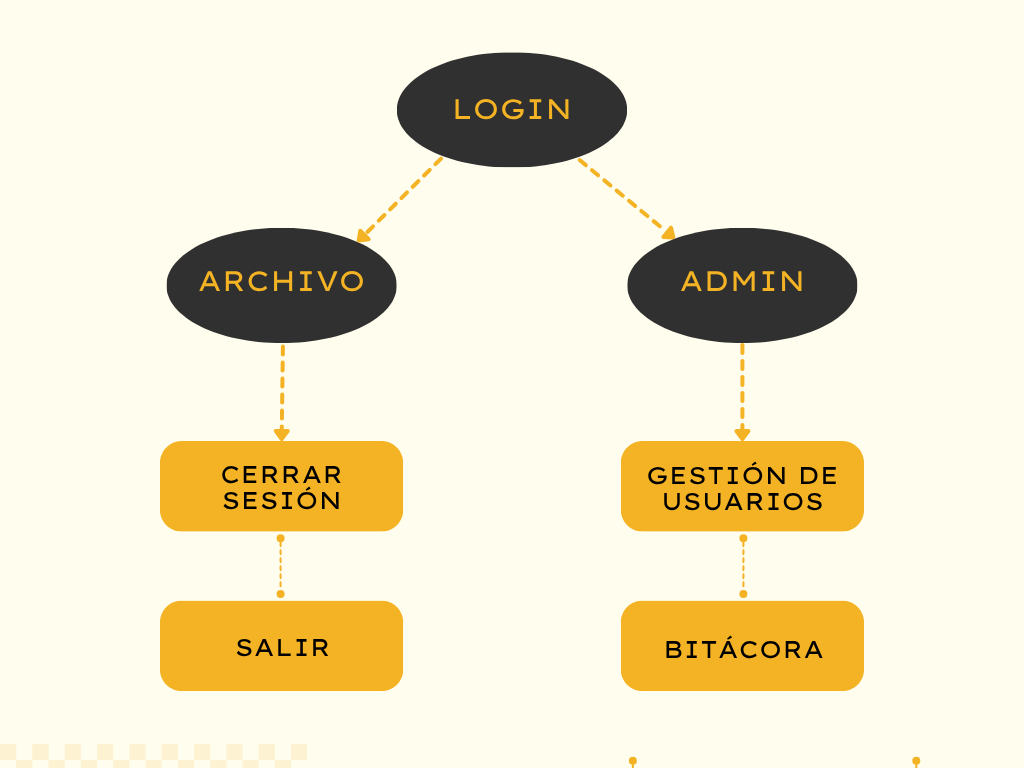 LOGIN
ARCHIVO
ADMIN
CERRAR
SESIÓN
GESTIÓN DE
USUARIOS
SALIR
BITÁCORA